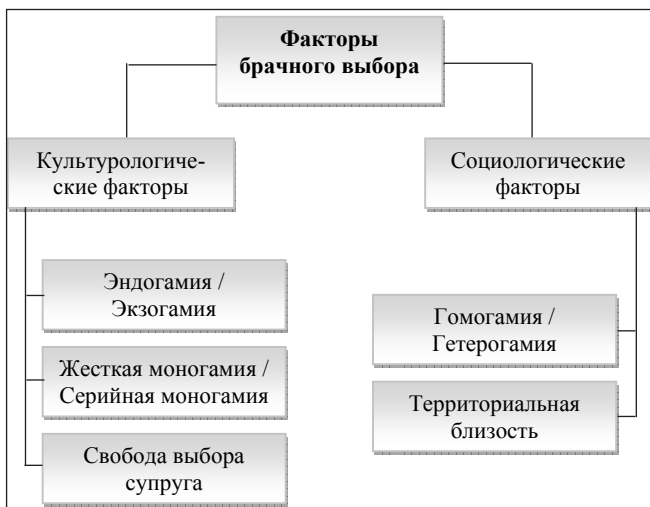 Факторы
брачного выбора
Культурологиче-
ские факторы
Социологические
факторы
Эндогамия /
Экзогамия
Жесткая моногамия /
Серийная моногамия
Свобода выбора
супруга
Гомогамия /
Гетерогамия
Территориальная
близость